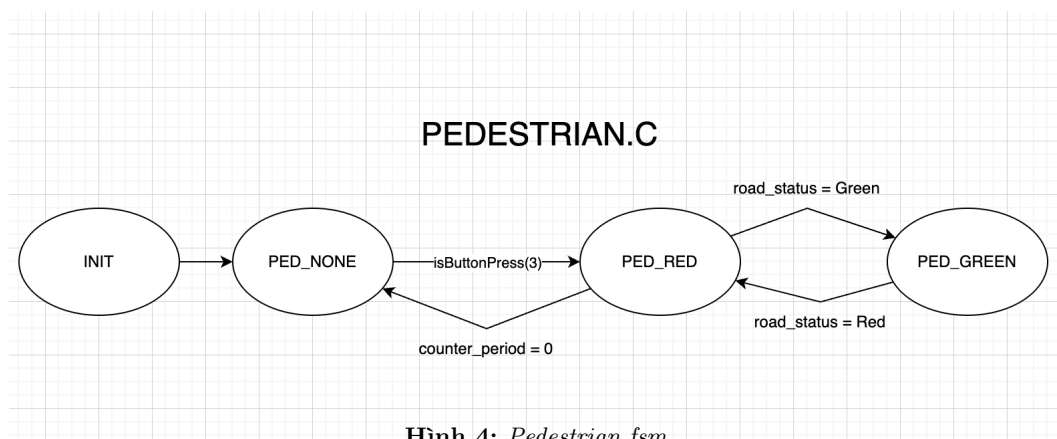 PEDESTRIAN.C
road_status = Green
INIT
PED_NONE
isButtonPress(3)
PED_RED
PED_GREEN
road_status = Red
counter_period = 0
Hình 4: Pedestrian fsm